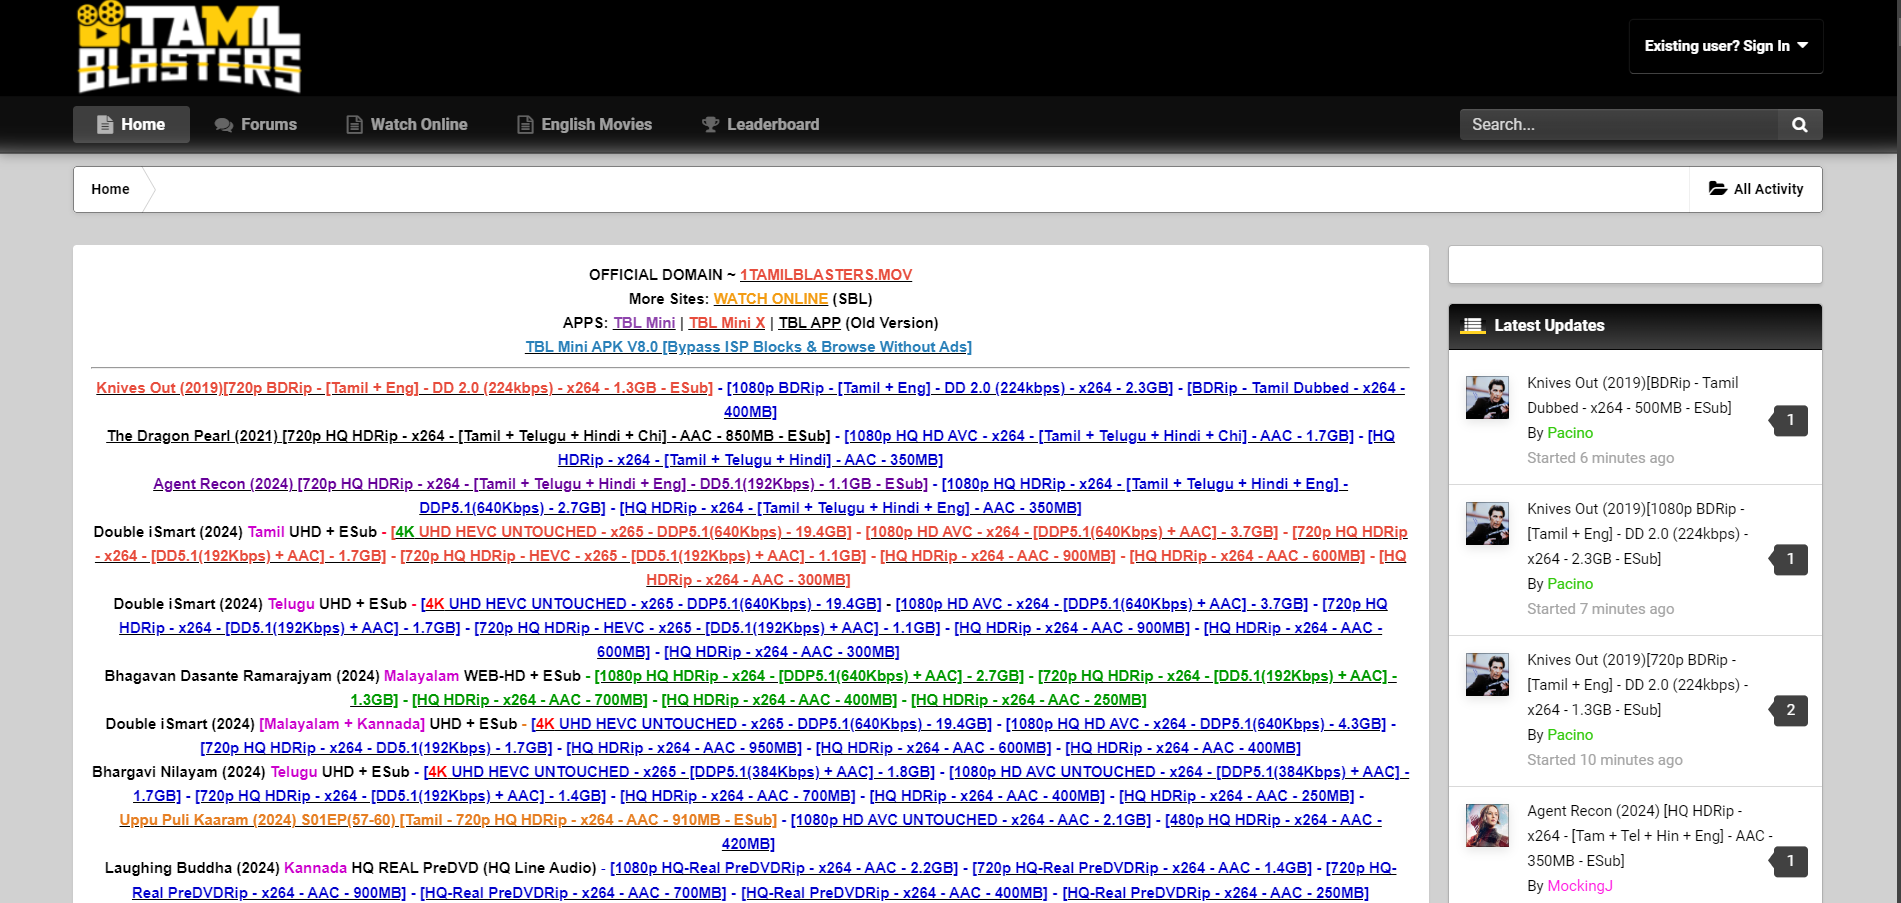 TAMIL
BLASTERS
Existing user? Sign In
Home
Forums
Watch Online
English Movies
Leaderboard
Search...
Home
All Activity
OFFICIAL DOMAIN ~ 1TAMILBLASTERS.MOV
More Sites: WATCH ONLINE (SBL)
APPS: TBL Mini | TBL Mini X | TBL APP (Old Version)
TBL Mini APK V8.0 [Bypass ISP Blocks & Browse Without Ads]
Knives Out (2019)[720p BDRip - [Tamil + Eng] - DD 2.0 (224kbps) - x264 - 1.3GB - ESub] - [1080p BDRip - [Tamil + Eng] - DD 2.0 (224kbps) - x264 - 2.3GB] - [BDRip - Tamil Dubbed - x264 -
400MB]
The Dragon Pearl (2021) [720p HQ HDRip - x264 - [Tamil + Telugu + Hindi + Chi] - AAC - 850MB - ESub] - [1080p HQ HD AVC - x264 - [Tamil + Telugu + Hindi + Chi] - AAC - 1.7GB] - [HQ
HDRip - x264 - [Tamil + Telugu + Hindi] - AAC - 350MB]
Agent Recon (2024) [720p HQ HDRip - x264 - [Tamil + Telugu + Hindi + Eng] - DD5.1(192Kbps) - 1.1GB - ESub] - [1080p HQ HDRip - x264 - [Tamil + Telugu + Hindi + Eng] -
DDP5.1(640Kbps) - 2.7GB] - [HQ HDRip - x264 - [Tamil + Telugu + Hindi + Eng] - AAC - 350MB]
Double iSmart (2024) Tamil UHD + ESub - [4K UHD HEVC UNTOUCHED - x265 - DDP5.1(640Kbps) - 19.4GB] - [1080p HD AVC - x264 - [DDP5.1(640Kbps) + AAC] - 3.7GB] - [720p HQ HDRip
- x264 - [DD5.1(192Kbps) + AAC] - 1.7GB] - [720p HQ HDRip - HEVC - x265 - [DD5.1(192Kbps) + AAC] - 1.1GB] - [HQ HDRip - x264 - AAC - 900MB] - [HQ HDRip - x264 - AAC - 600MB] - [HQ
HDRip - x264 - AAC - 300MB]
Double iSmart (2024) Telugu UHD + ESub - [4K UHD HEVC UNTOUCHED - x265 - DDP5.1(640Kbps) - 19.4GB] - [1080p HD AVC - x264 - [DDP5.1(640Kbps) + AAC] - 3.7GB] - [720p HQ
HDRip - x264 - [DD5.1(192Kbps) + AAC] - 1.7GB] - [720p HQ HDRip - HEVC - x265 - [DD5.1(192Kbps) + AAC] - 1.1GB] - [HQ HDRip - x264 - AAC - 900MB] - [HQ HDRip - x264 - AAC -
600MB] - [HQ HDRip - x264 - AAC - 300MB]
Bhagavan Dasante Ramarajyam (2024) Malayalam WEB-HD + ESub - [1080p HQ HDRip - x264 - [DDP5.1(640Kbps) + AAC] - 2.7GB] - [720p HQ HDRip - x264 - [DD5.1(192Kbps) + AAC] -
1.3GB] - [HQ HDRip - x264 - AAC - 700MB] - [HQ HDRip - x264 - AAC - 400MB] - [HQ HDRip - x264 - AAC - 250MB]
Double iSmart (2024) [Malayalam + Kannada] UHD + ESub - [4K UHD HEVC UNTOUCHED - x265 - DDP5.1(640Kbps) - 19.4GB] - [1080p HQ HD AVC - x264 - DDP5.1(640Kbps) - 4.3GB] -
[720p HQ HDRip - x264 - DD5.1(192Kbps) - 1.7GB] - [HQ HDRip - x264 - AAC - 950MB] - [HQ HDRip - x264 - AAC - 600MB] - [HQ HDRip - x264 - AAC - 400MB]
Bhargavi Nilayam (2024) Telugu UHD + ESub - [4K UHD HEVC UNTOUCHED - x265 - [DDP5.1(384Kbps) + AAC] - 1.8GB] - [1080p HD AVC UNTOUCHED - x264 - [DDP5.1(384Kbps) + AAC] -
1.7GB] - [720p HQ HDRip - x264 - [DD5.1(192Kbps) + AAC] - 1.4GB] - [HQ HDRip - x264 - AAC - 700MB] - [HQ HDRip - x264 - AAC - 400MB] - [HQ HDRip - x264 - AAC - 250MB] -
Uppu Puli Kaaram (2024) S01EP(57-60) [Tamil - 720p HQ HDRip - x264 - AAC - 910MB - ESub] - [1080p HD AVC UNTOUCHED - x264 - AAC - 2.1GB] - [480p HQ HDRip - x264 - AAC -
420MB]
Laughing Buddha (2024) Kannada HQ REAL PreDVD (HQ Line Audio) - [1080p HQ-Real PreDVDRip - x264 - AAC - 2.2GB] - [720p HQ-Real PreDVDRip - x264 - AAC - 1.4GB] - [720p HQ-
Real PreDVDRip - x264 - AAC - 900MB] - [HQ-Real PreDVDRip - x264 - AAC - 700MB] - [HQ-Real PreDVDRip - x264 - AAC - 400MB] - [HQ-Real PreDVDRip - x264 - AAC - 250MB]
Latest Updates
Knives Out (2019)[BDRip - Tamil
Dubbed - x264 - 500MB - ESub]
1
By Pacino
Started 6 minutes ago
Knives Out (2019)[1080p BDRip -
[Tamil + Eng] - DD 2.0 (224kbps) -
x264 - 2.3GB - ESub]
1
By Pacino
Started 7 minutes ago
Knives Out (2019)[720p BDRip -
[Tamil + Eng] - DD 2.0 (224kbps) -
x264 - 1.3GB - ESub]
2
By Pacino
Started 10 minutes ago
Agent Recon (2024) [HQ HDRip -
x264 - [Tam + Tel + Hin + Eng] - AAC -
350MB - ESub]
1
By MockingJ